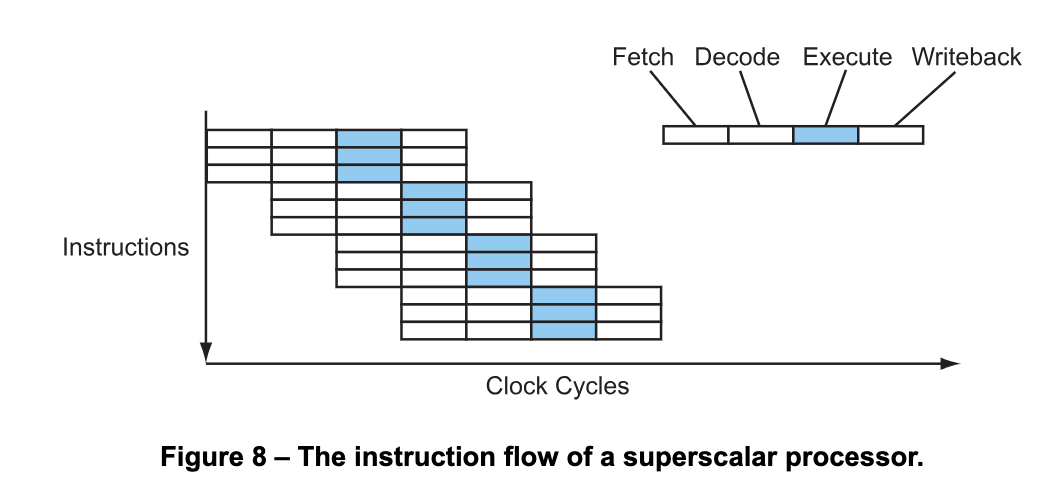 Fetch Decode Execute Writeback
Instructions
Clock Cycles
Figure 8 – The instruction flow of a superscalar processor.